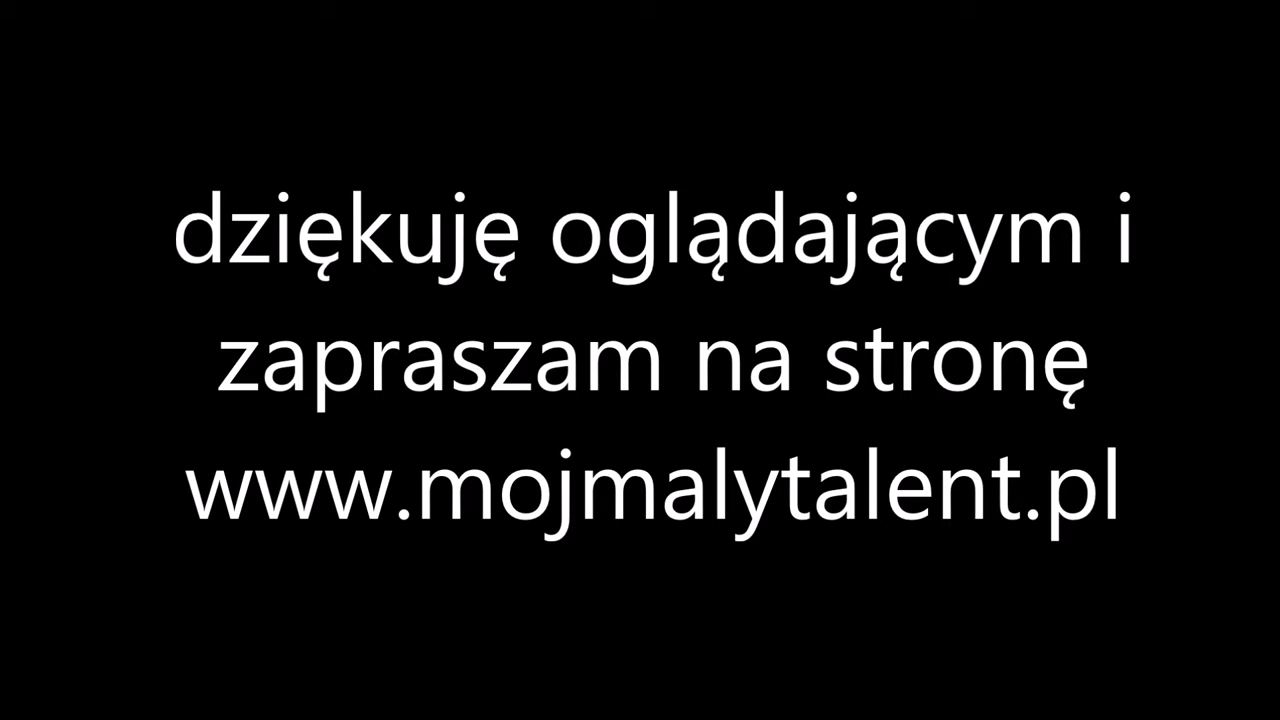 dziękuję oglądającym i
zapraszam na stronę
www.mojmalytalent.pl